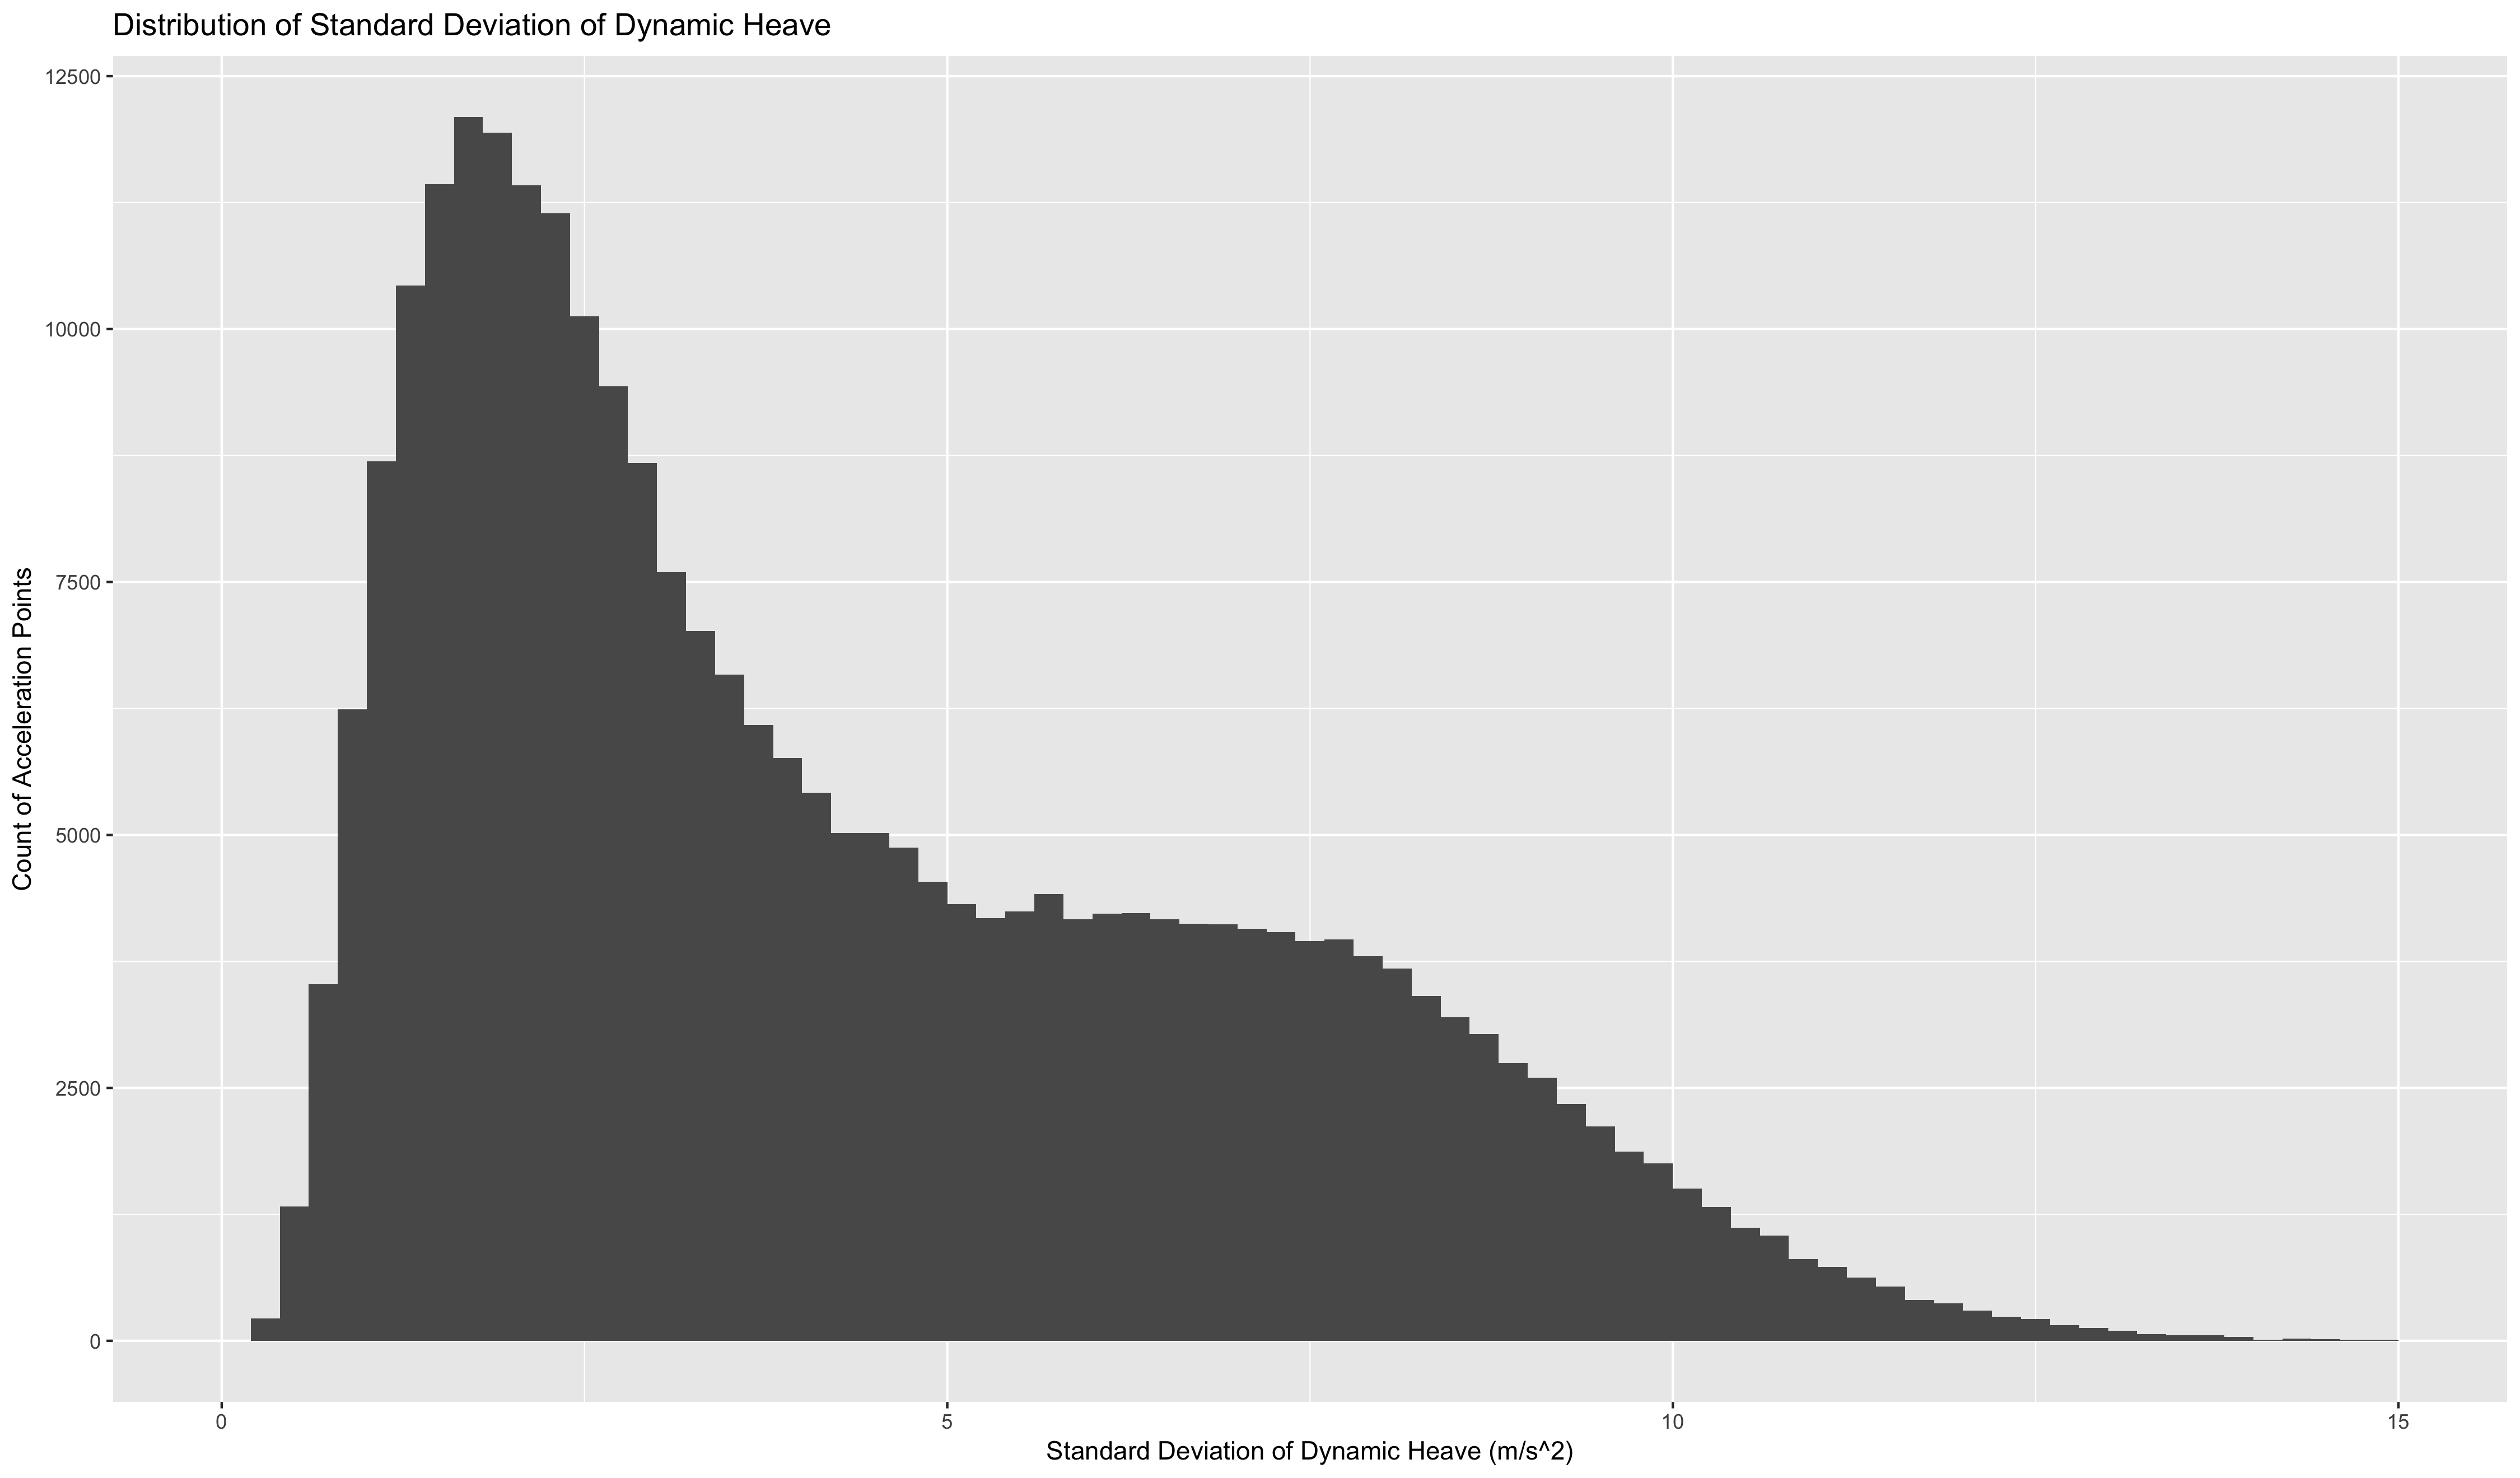 Distribution of Standard Deviation of Dynamic Heave
12500
10000
7500
5000
2500
0
Count of Acceleration Points
0 5 10 15
Standard Deviation of Dynamic Heave (m/s^2)